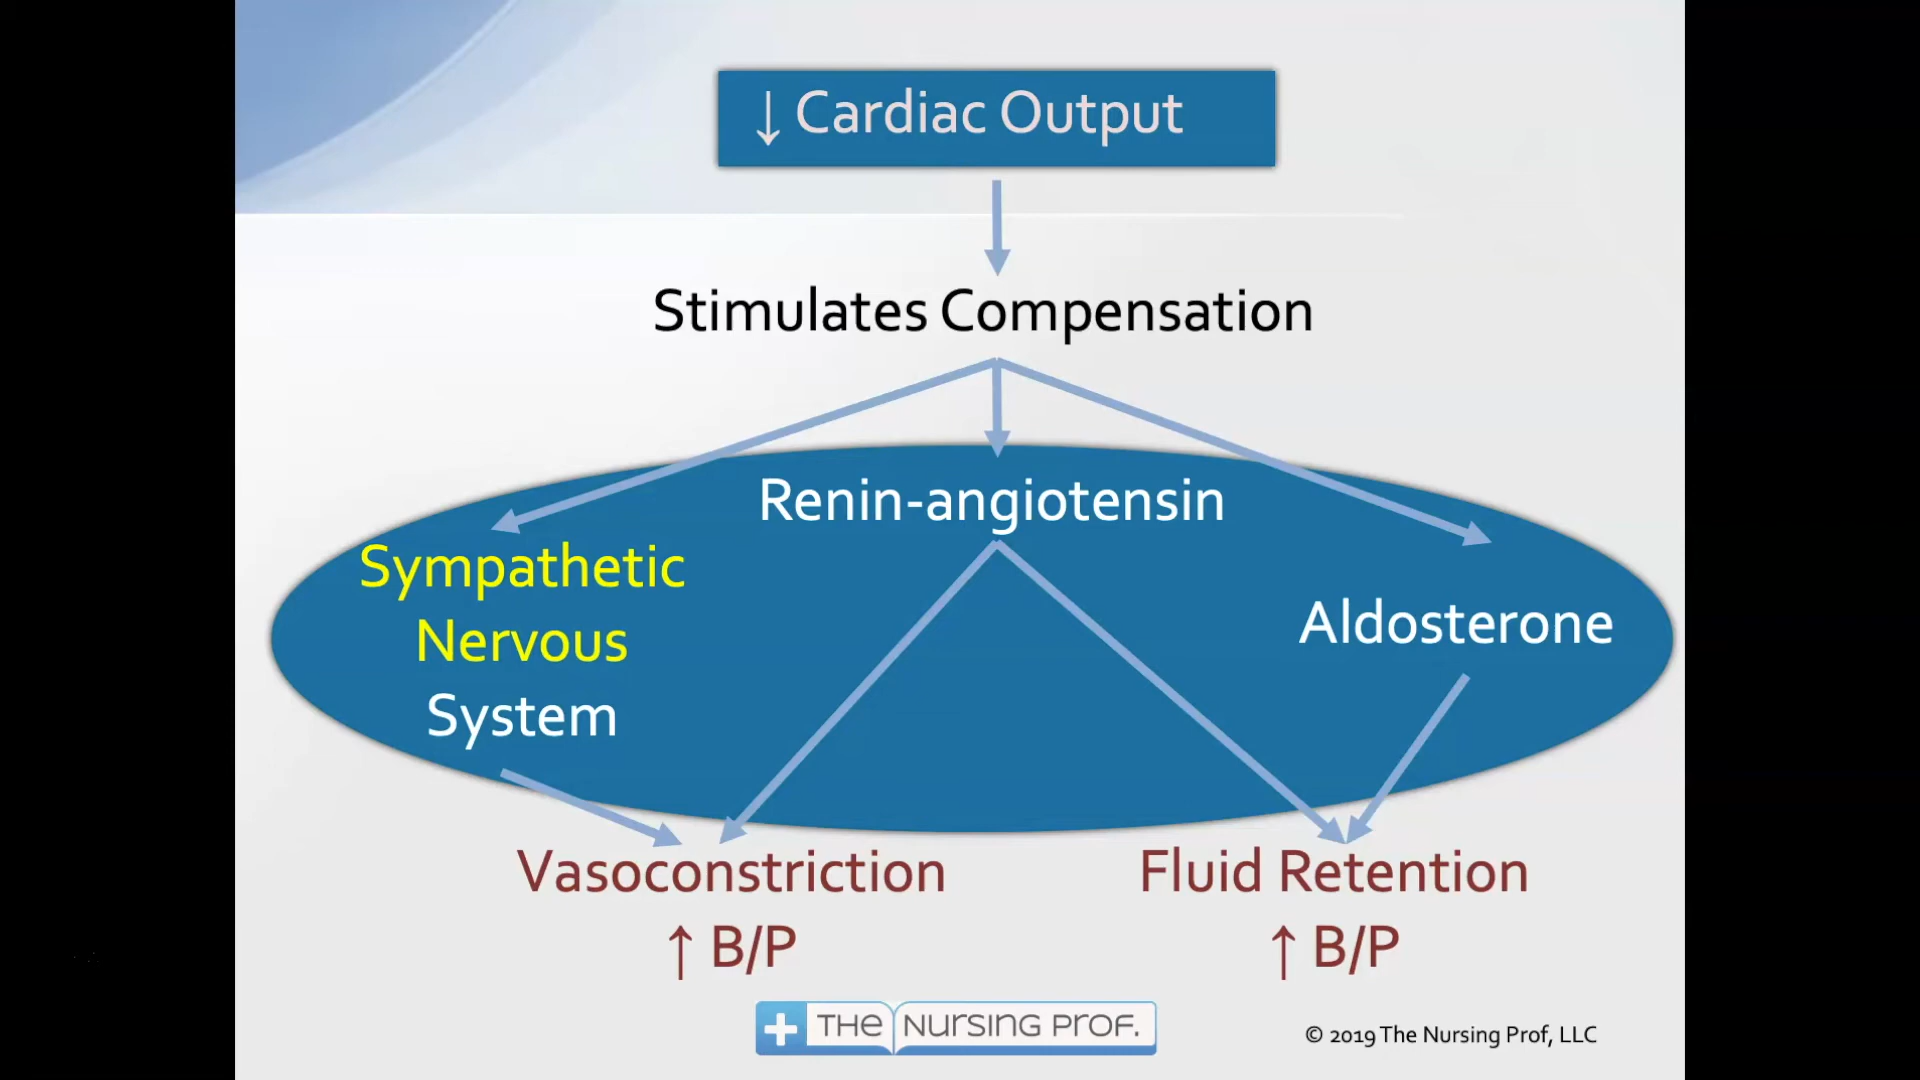 ↓ Cardiac Output
Stimulates Compensation
Renin-angiotensin
Sympathetic
Nervous
System
Aldosterone
Vasoconstriction
↑ B/P
Fluid Retention
↑ B/P
THE NURSING PROF.
© 2019 The Nursing Prof, LLC